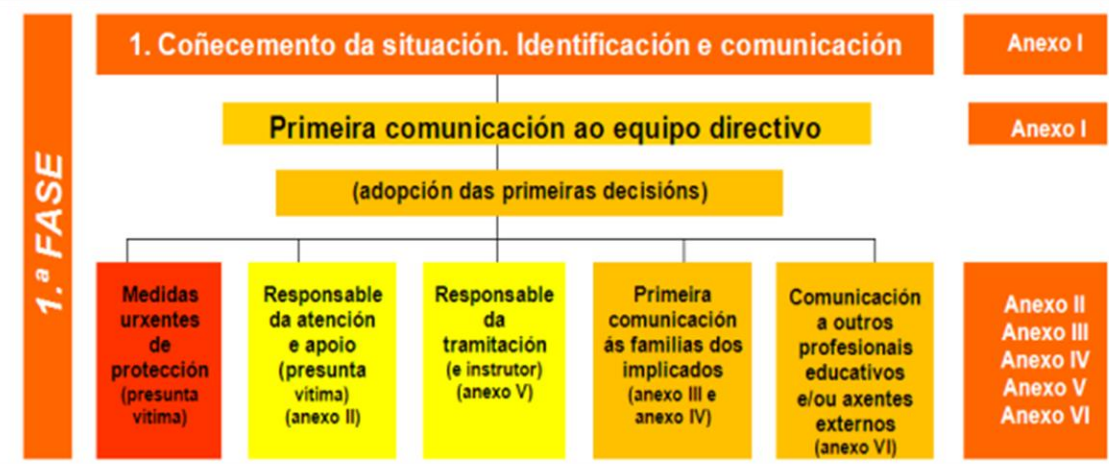 1.ª FASE
1. Coñecemento da situación. Identificación e comunicación
Anexo I
Primeira comunicación ao equipo directivo
Anexo I
(adopción das primeiras decisións)
Medidas
urxentes
de
protección
(presunta
vitima)
Responsable
da atención
e apoio
(presunta
vitima)
(anexo II)
Responsable
da
tramitación
(e instrutor)
(anexo V)
Primeira
comunicación
ás familias dos
implicados
(anexo III e
anexo IV)
Comunicación
a outros
profesionais
educativos
e/ou axentes
externos
(anexo VI)
Anexo II
Anexo III
Anexo IV
Anexo V
Anexo VI